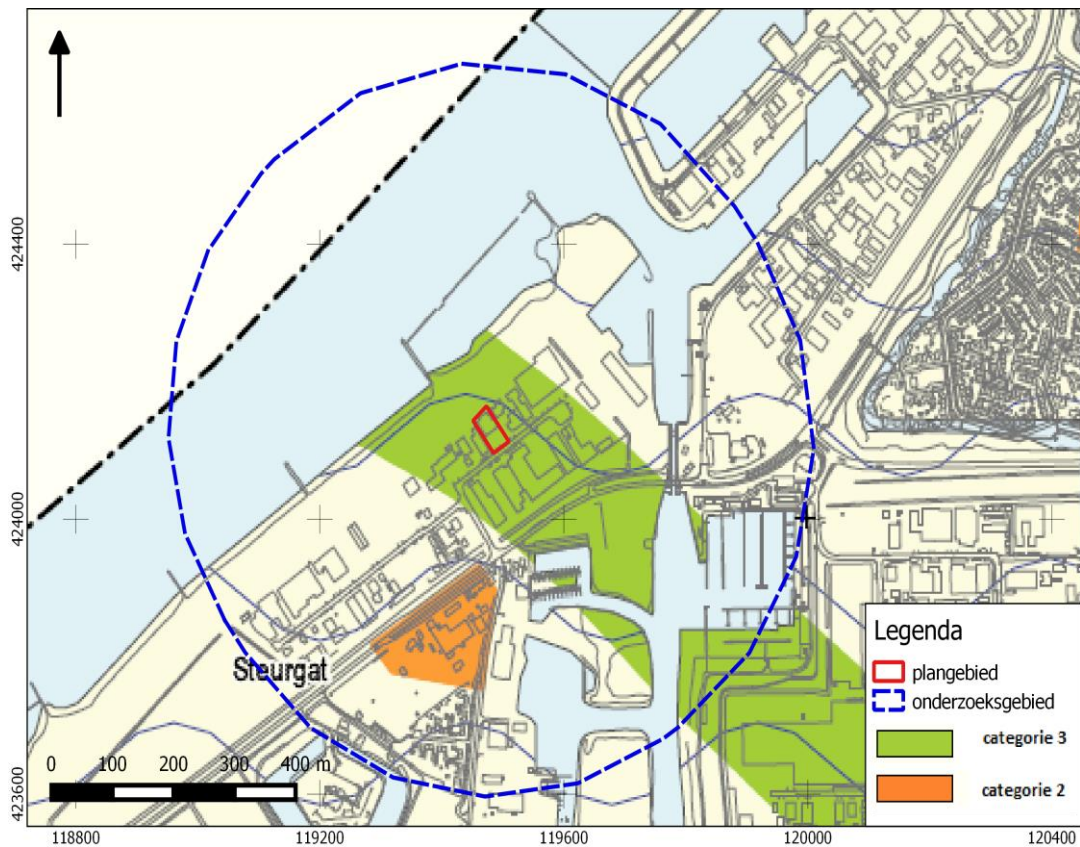 424400
424000
423600
Steurgat
0 100 200 300 400 m
118800 119200 119600 120000 120400
Legenda
plangebied
onderzoeksgebied
categorie 3
categorie 2